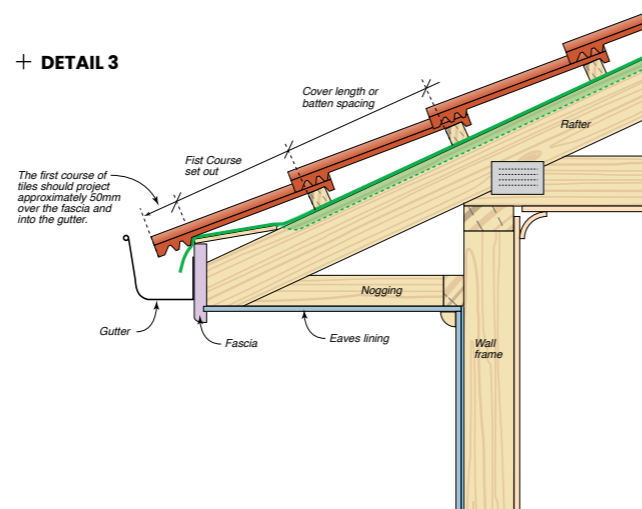 + DETAIL 3
Cover length or
batten spacing
Rafter
Fist Course
set out
The first course of
tiles should project
approximately 50mm
over the fascia and
into the gutter.
Nogging
Gutter
Fascia
Eaves lining
Wall
frame